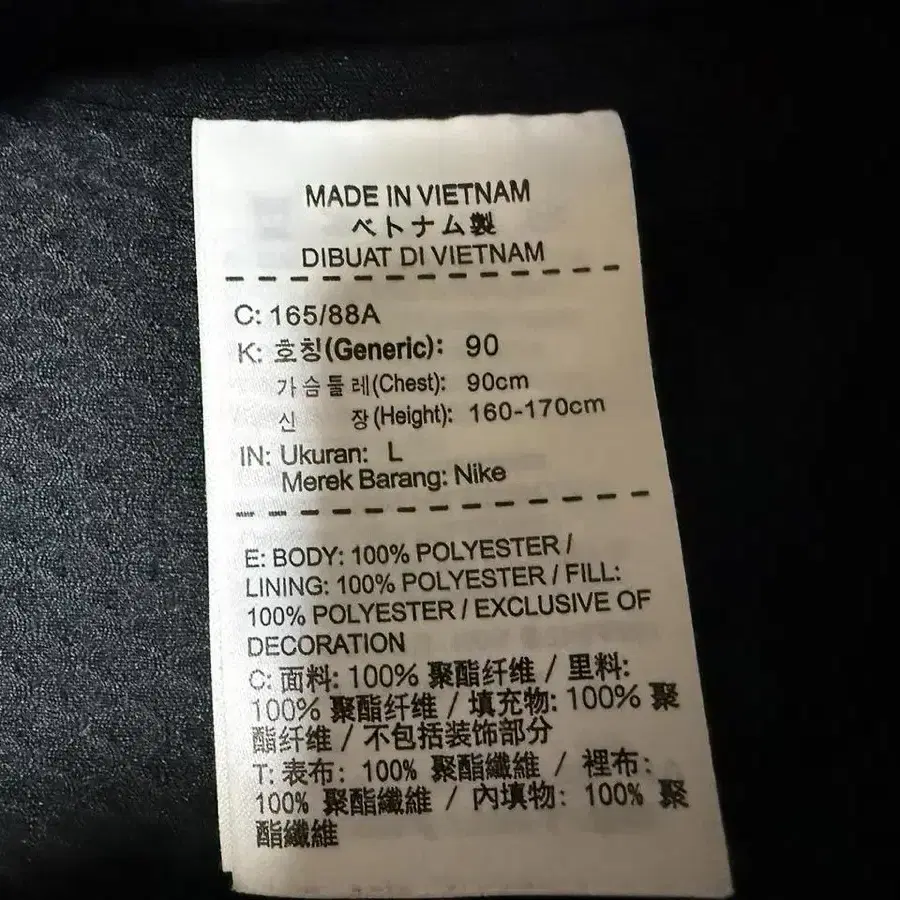 MADE IN VIETNAM
ベトナム製
DIBUAT DI VIETNAM
C: 165/88A
K: 호칭(Generic): 90
가슴둘레(Chest): 90cm
신 장(Height): 160-170cm
IN: Ukuran: L
Merek Barang: Nike
E: BODY: 100% POLYESTER /
LINING: 100% POLYESTER / FILL:
100% POLYESTER / EXCLUSIVE OF
DECORATION
C: 面料: 100% 聚酯纤维 / 里料:
100% 聚酯纤维 / 填充物: 100% 聚
酯纤维 / 不包括装饰部分
T: 表布: 100% 聚酯纖維 / 裡布:
100% 聚酯纖維 / 內填物: 100% 聚
酯纖維